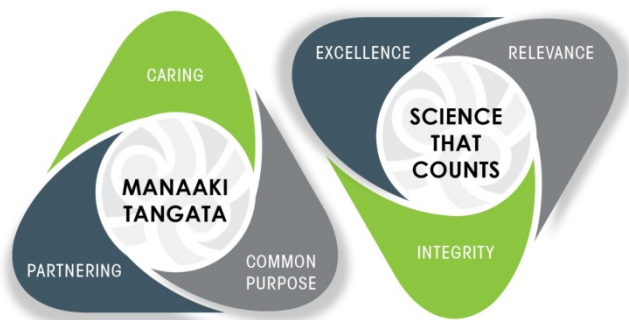 CARING
MANAAKI
TANGATA
PARTNERING
COMMON
PURPOSE
EXCELLENCE
RELEVANCE
SCIENCE
THAT
COUNTS
INTEGRITY